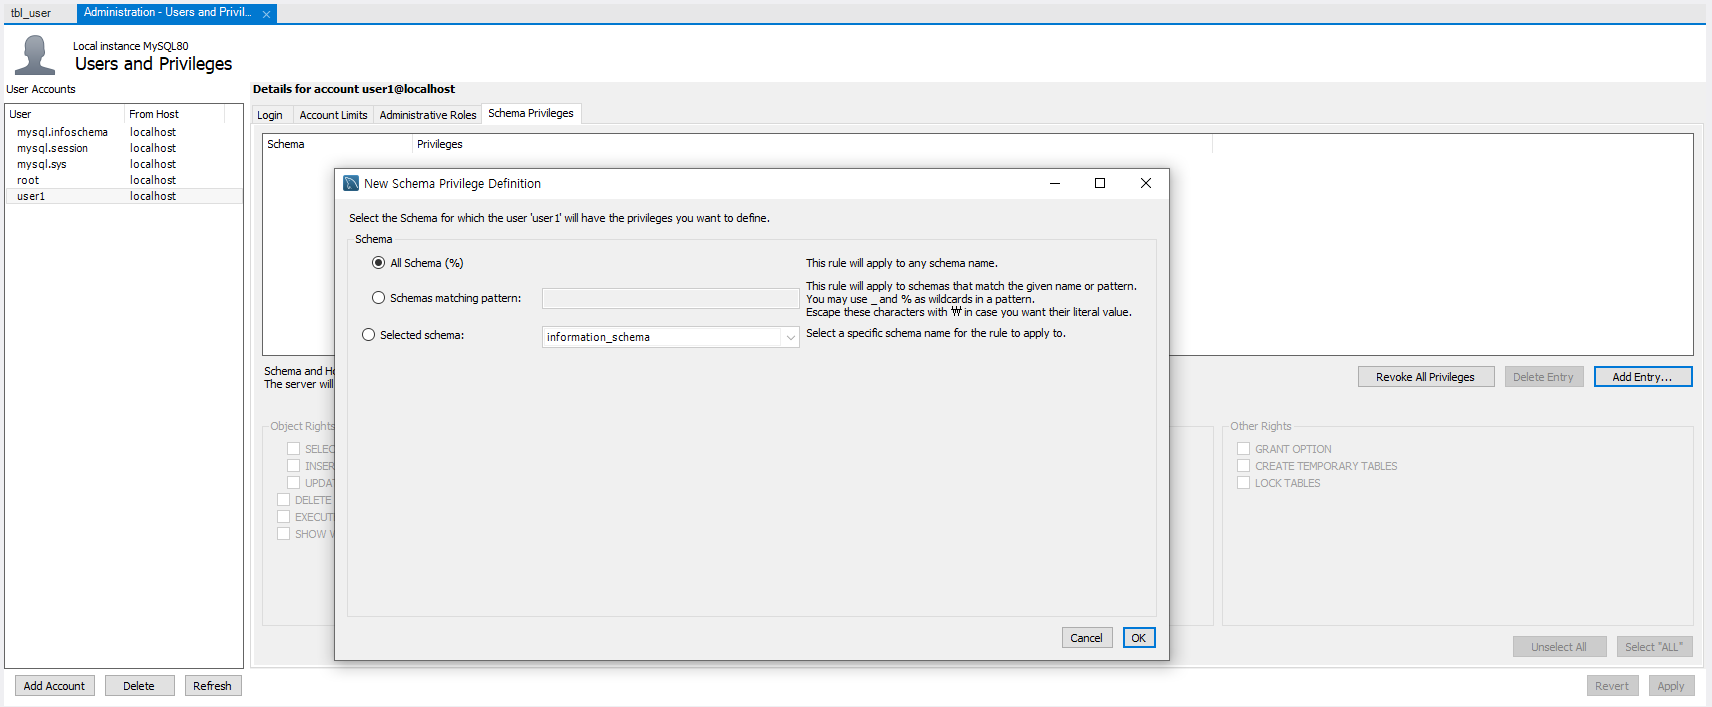 tbl_user
Administration - Users and Privil...
Local instance MySQL80
Users and Privileges
User Accounts
User From Host
mysql.infoschema localhost
mysql.session localhost
mysql.sys localhost
root localhost
user1 localhost
Add Account Delete Refresh
Details for account user1@localhost
Login Account Limits Administrative Roles Schema Privileges
Schema Privileges
New Schema Privilege Definition
Select the Schema for which the user 'user1' will have the privileges you want to define.
Schema
All Schema (%) This rule will apply to any schema name.
Schemas matching pattern: This rule will apply to schemas that match the given name or pattern.
You may use _ and % as wildcards in a pattern.
Escape these characters with ₩ in case you want their literal value.
Selected schema: information_schema Select a specific schema name for the rule to apply to.
Cancel OK
Schema and
The server will
Revoke All Privileges Delete Entry Add Entry...
Object Rights
DELETE
SHOW
Other Rights
GRANT OPTION
CREATE TEMPORARY TABLES
LOCK TABLES
Unselect All Select "ALL"
Revert Apply